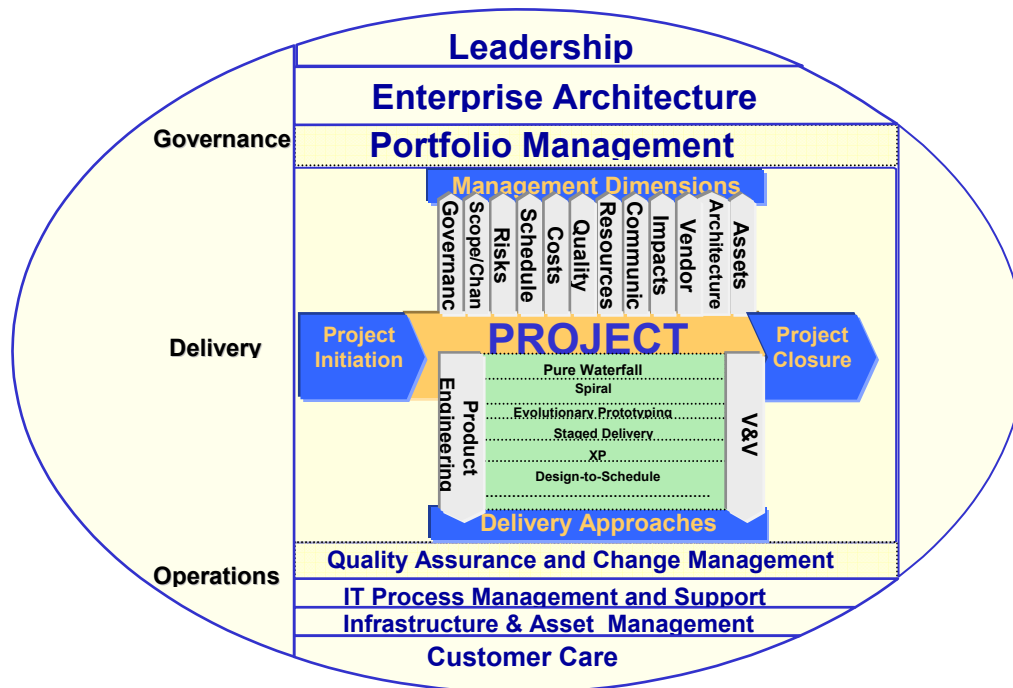 Leadership
Enterprise Architecture
Governance
Portfolio Management
Management Dimensions
Governanc
Scope/Chan
Risks
Schedule
Costs
Quality
Resources
Communic
Impacts
Vendor
Architecture
Assets
Delivery
Project
Initiation
PROJECT
Project
Closure
Product
Engineering
Pure Waterfall
Spiral
Evolutionary Prototyping
Staged Delivery
XP
Design-to-Schedule
V&V
Delivery Approaches
Operations
Quality Assurance and Change Management
IT Process Management and Support
Infrastructure & Asset Management
Customer Care